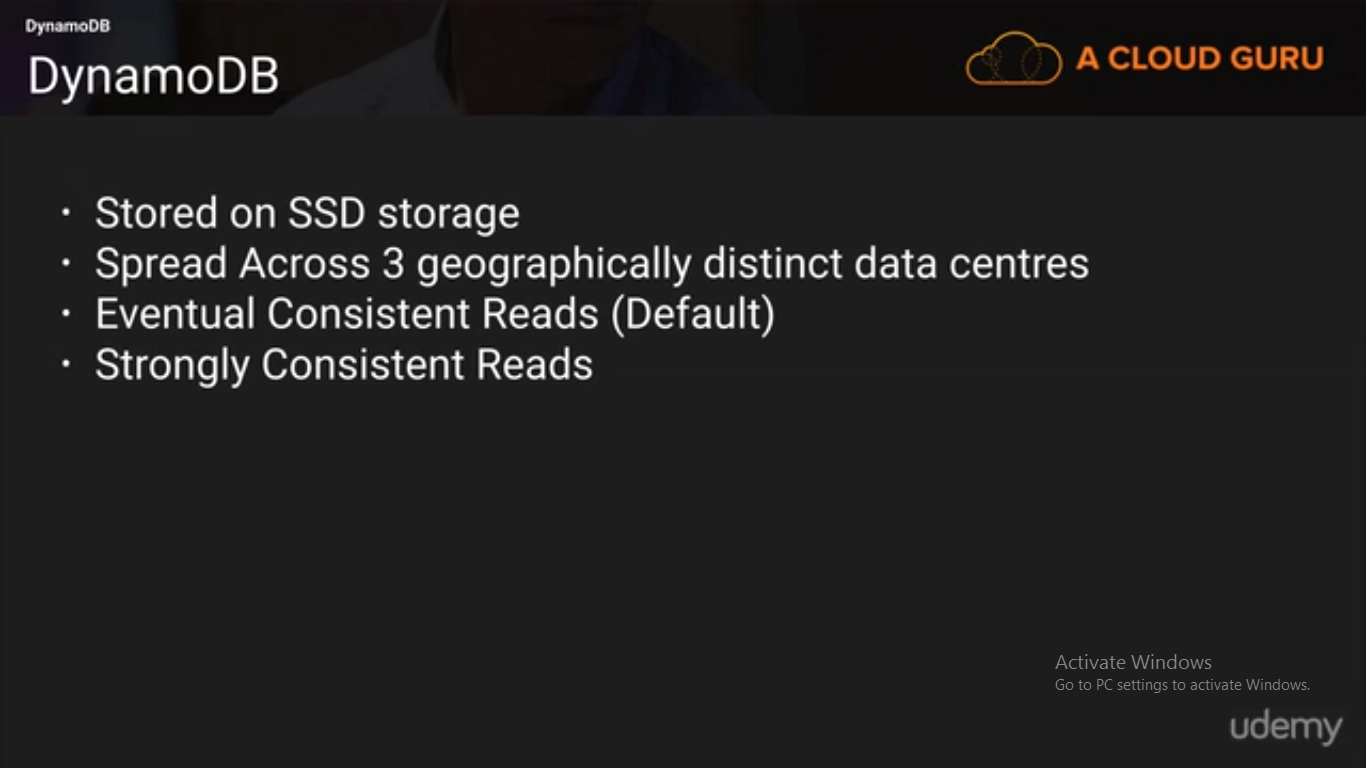 DynamoDB
DynamoDB
A CLOUD GURU
• Stored on SSD storage
• Spread Across 3 geographically distinct data centres
• Eventual Consistent Reads (Default)
• Strongly Consistent Reads
Activate Windows
Go to PC settings to activate Windows.
udemy